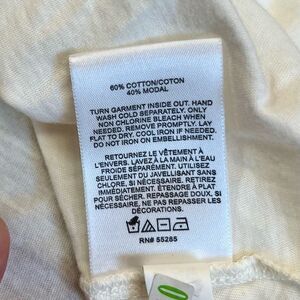 60% COTTON/COTON
40% MODAL
TURN GARMENT INSIDE OUT. HAND
WASH COLD SEPARATELY. ONLY
NON CHLORINE BLEACH WHEN
NEEDED. REMOVE PROMPTLY. LAY
FLAT TO DRY. COOL IRON IF NEEDED.
DO NOT IRON ON EMBELLISHMENT.
RETOURNEZ LE VÊTEMENT À
L'ENVERS. LAVEZ À LA MAIN À L'EAU
FROIDE SÉPARÉMENT. UTILISEZ
SEULEMENT DU JAVELLISANT SANS
CHLORE, SI NÉCESSAIRE. RETIREZ
IMMÉDIATEMENT. ÉTENDRE À PLAT
POUR SÉCHER. REPASSAGE DOUX, SI
NÉCESSAIRE, NE PAS REPASSER LES
DÉCORATIONS.
RN# 55285